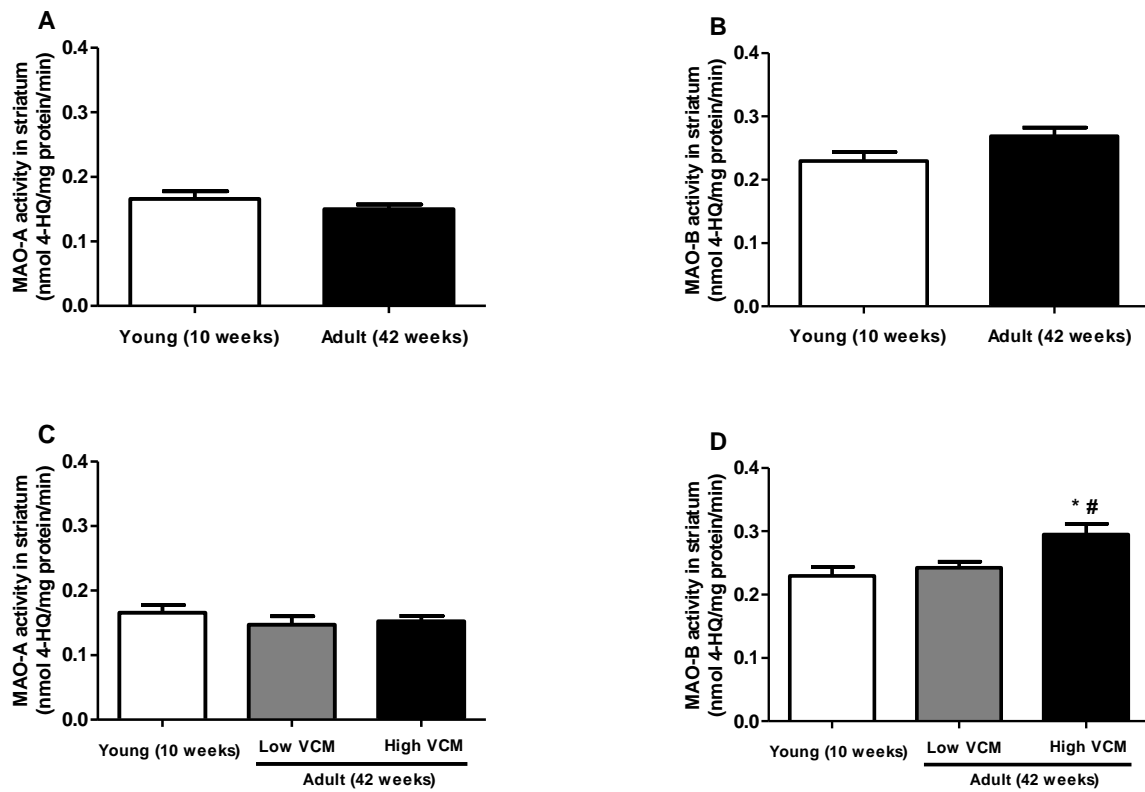 A
MAO-A activity in striatum
(nmol 4-HQ/mg protein/min)
0.4
0.3
0.2
0.1
0.0
Young (10 weeks) Adult (42 weeks)
B
MAO-B activity in striatum
(nmol 4-HQ/mg protein/min)
0.4
0.3
0.2
0.1
0.0
Young (10 weeks) Adult (42 weeks)
C
MAO-A activity in striatum
(nmol 4-HQ/mg protein/min)
0.4
0.3
0.2
0.1
0.0
Young (10 weeks) Low VCM High VCM
Adult (42 weeks)
D
MAO-B activity in striatum
(nmol 4-HQ/mg protein/min)
0.4
0.3
0.2
0.1
0.0
* #
Young (10 weeks) Low VCM High VCM
Adult (42 weeks)